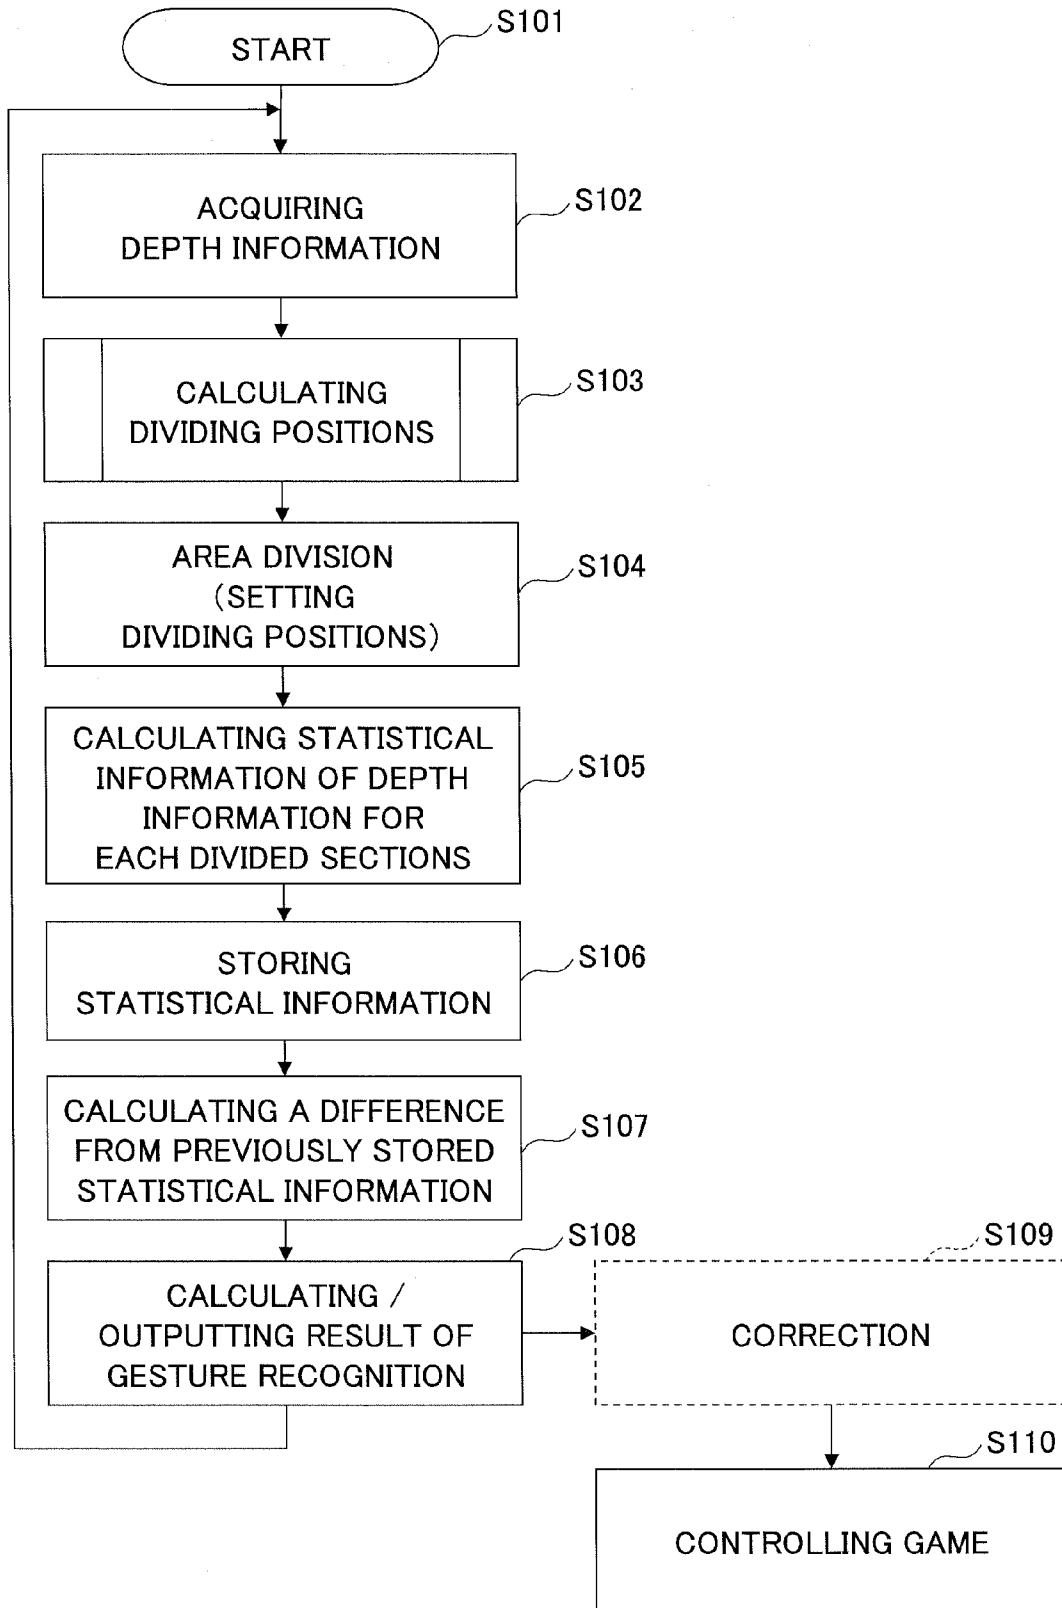 START
S101
ACQUIRING
DEPTH INFORMATION
S102
CALCULATING
DIVIDING POSITIONS
S103
AREA DIVISION
(SETTING
DIVIDING POSITIONS)
S104
CALCULATING STATISTICAL
INFORMATION OF DEPTH
INFORMATION FOR
EACH DIVIDED SECTIONS
S105
STORING
STATISTICAL INFORMATION
S106
CALCULATING A DIFFERENCE
FROM PREVIOUSLY STORED
STATISTICAL INFORMATION
S107
CALCULATING /
OUTPUTTING RESULT OF
GESTURE RECOGNITION
S108
CORRECTION
S109
CONTROLLING GAME
S110